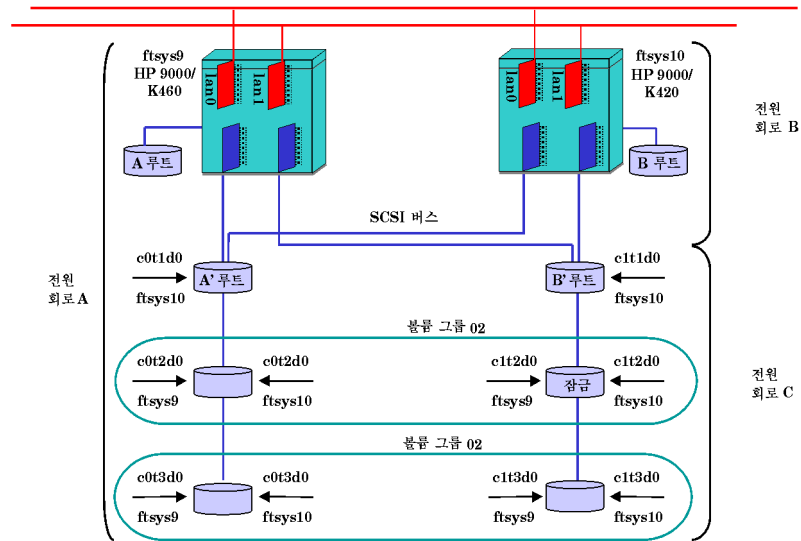 ftsys9
HP 9000/
K460
lan0
lan1
lan0
lan1
ftsys10
HP 9000/
K420
전원
회로 B
A 루트
B 루트
SCSI 버스
c0t1d0
ftsys10
A' 루트
B' 루트
c1t1d0
ftsys10
전원
회로 A
볼륨 그룹 02
c0t2d0
ftsys9
c0t2d0
ftsys10
c1t2d0
ftsys9
잠금
c1t2d0
ftsys10
전원
회로 C
볼륨 그룹 02
c0t3d0
ftsys9
c0t3d0
ftsys10
c1t3d0
ftsys9
c1t3d0
ftsys10